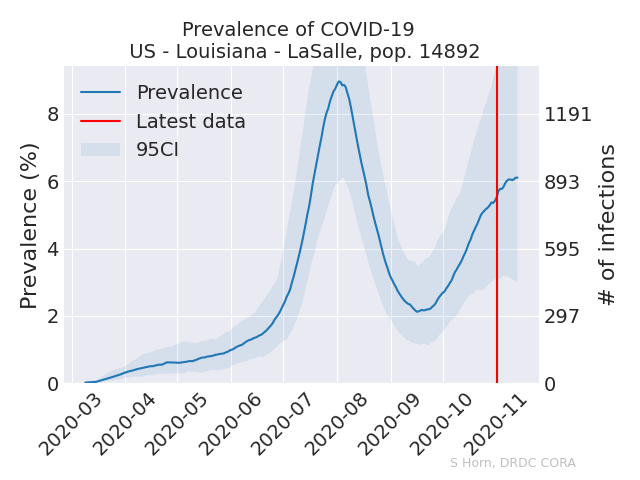 Prevalence of COVID-19
US - Louisiana - LaSalle, pop. 14892
Prevalence
Latest data
95CI
Prevalence (%)
8
6
4
2
0
1191
893
595
297
0
# of infections
2020-03
2020-04
2020-05
2020-06
2020-07
2020-08
2020-09
2020-10
2020-11
S Horn, DRDC CORA